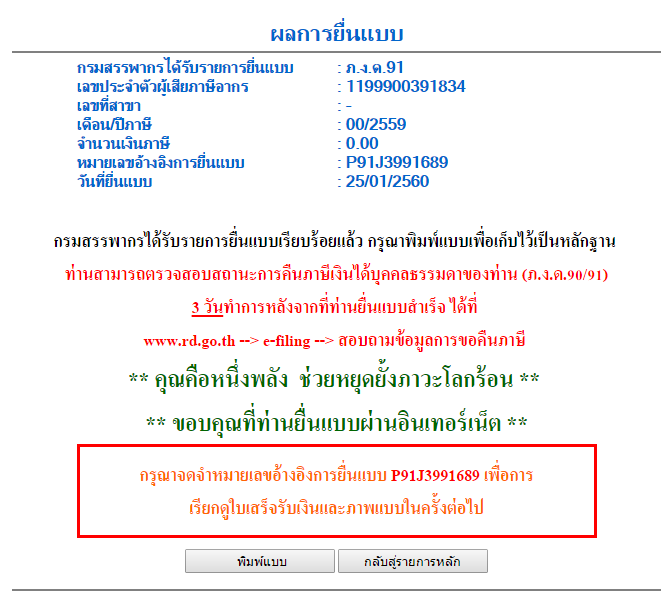 ผลการยื่นแบบ
กรมสรรพากรได้รับรายการยื่นแบบ : ภ.ง.ด.91
เลขประจำตัวผู้เสียภาษีอากร : 1199900391834
เลขที่สาขา : -
เดือน/ปีภาษี : 00/2559
จำนวนเงินภาษี : 0.00
หมายเลขอ้างอิงการยื่นแบบ : P91J3991689
วันที่ยื่นแบบ : 25/01/2560
กรมสรรพากรได้รับรายการยื่นแบบเรียบร้อยแล้ว กรุณาพิมพ์แบบเพื่อเก็บไว้เป็นหลักฐาน
ท่านสามารถตรวจสอบสถานะการคืนภาษีเงินได้บุคคลธรรมดาของท่าน (ภ.ง.ด.90/91)
3 วันทำการหลังจากที่ท่านยื่นแบบสำเร็จ ได้ที่
www.rd.go.th --> e-filing --> สอบถามข้อมูลการขอคืนภาษี
** คุณคือหนึ่งพลัง ช่วยหยุดยั้งภาวะโลกร้อน **
** ขอบคุณที่ท่านยื่นแบบผ่านอินเทอร์เน็ต **
กรุณาจดจำหมายเลขอ้างอิงการยื่นแบบ P91J3991689 เพื่อการ
เรียกดูใบเสร็จรับเงินและภาพแบบในครั้งต่อไป
พิมพ์แบบ กลับสู่รายการหลัก